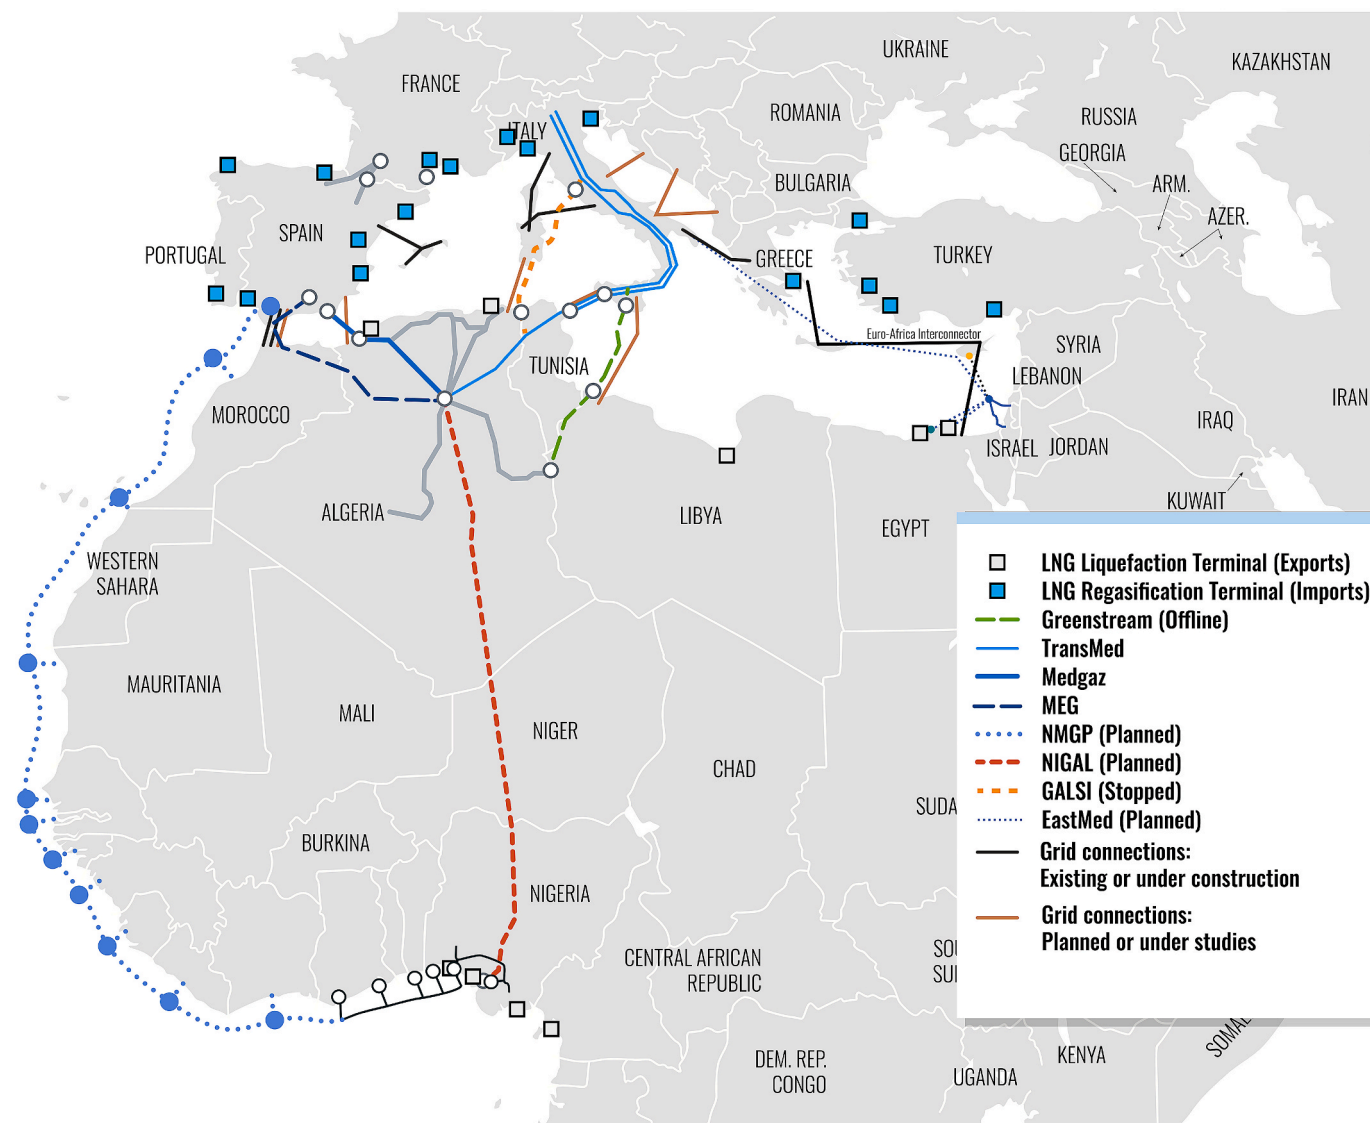 UKRAINE
KAZAKHSTAN
FRANCE
ROMANIA
RUSSIA
ITALY
GEORGIA
BULGARIA
ARM.
AZER.
SPAIN
PORTUGAL
GREECE
TURKEY
Euro-Africa Interconnector
SYRIA
TUNISIA
LEBANON
IRAN
MOROCCO
IRAQ
ISRAEL
JORDAN
KUWAIT
ALGERIA
LIBYA
EGYPT
WESTERN
SAHARA
LNG Liquefaction Terminal (Exports)
LNG Regasification Terminal (Imports)
Greenstream (Offline)
TransMed
Medgaz
MEG
NMGP (Planned)
NIGAL (Planned)
GALSI (Stopped)
EastMed (Planned)
Grid connections:
Existing or under construction
Grid connections:
Planned or under studies
MAURITANIA
MALI
NIGER
CHAD
SUDA
BURKINA
NIGERIA
CENTRAL AFRICAN
REPUBLIC
SOU
SUI
DEM. REP.
CONGO
UGANDA
KENYA
SOMAL